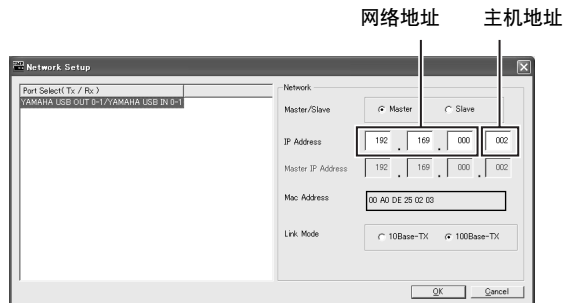 网络地址 主机地址
Network Setup
Port Select( Tx / Rx )
YAMAHA USB OUT 0-1/YAMAHA USB IN 0-1
Network
Master/Slave Master Slave
IP Address 192 . 169 . 000 . 002
Master IP Address 192 . 169 . 000 . 002
Mac Address 00 A0 DE 25 02 03
Link Mode 10Base-TX 100Base-TX
OK Cancel